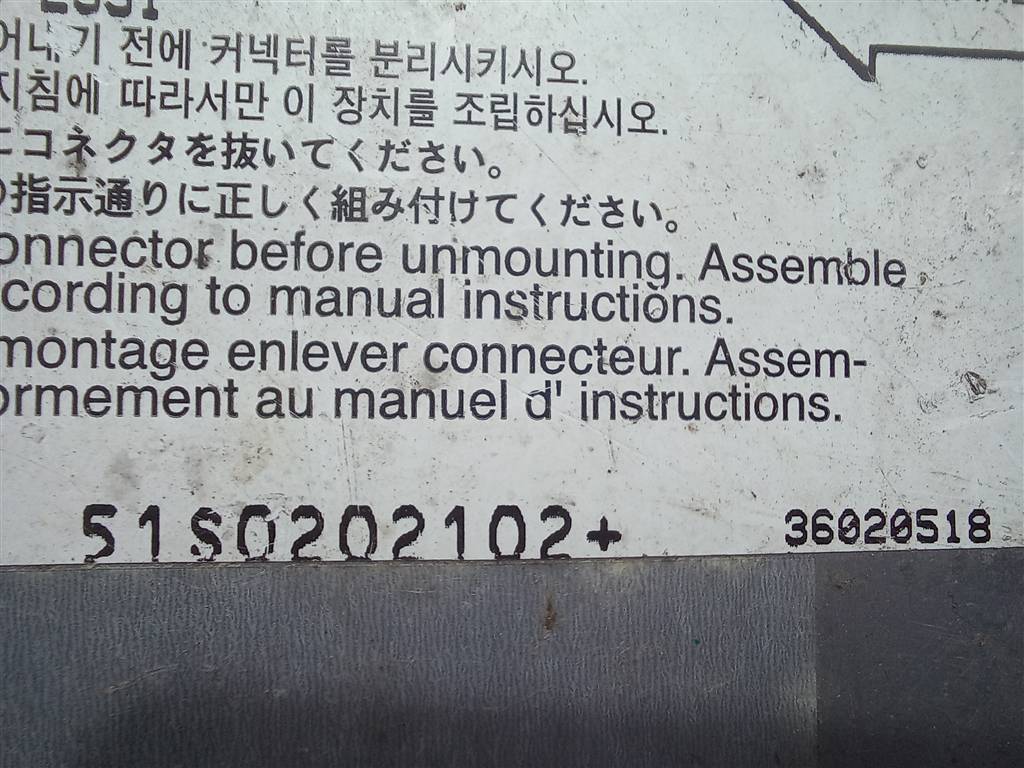 전에 커넥터를 분리시키시오.
지침에 따라서만 이 장치를 조립하십시오.
にコネクタを抜いてください。
の指示通りに正しく組み付けてください。
onnector before unmounting. Assemble
cording to manual instructions.
montage enlever connecteur. Assem-
ormement au manuel d' instructions.
51S0202102+ 36020518